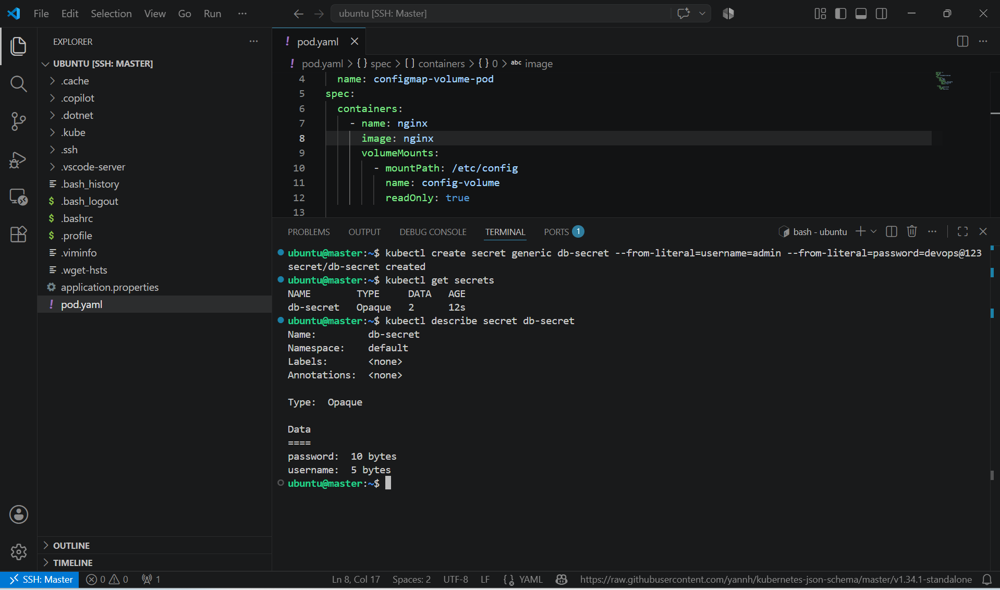 File Edit Selection View Go Run ··· ubuntu [SSH: Master]
EXPLORER ···
UBUNTU [SSH: MASTER]
.cache
.copilot
.dotnet
.kube
.ssh
.vscode-server
.bash_history
$ .bash_logout
$ .bashrc
$ .profile
.viminfo
.wget-hsts
application.properties
! pod.yaml
OUTLINE
TIMELINE
! pod.yaml
! pod.yaml > {} spec > [] containers > {} 0 > abc image
4 name: configmap-volume-pod
5 spec:
6 containers:
7 - name: nginx
8 image: nginx
9 volumeMounts:
10 - mountPath: /etc/config
11 name: config-volume
12 readOnly: true
13
PROBLEMS OUTPUT DEBUG CONSOLE TERMINAL PORTS 1 bash - ubuntu
ubuntu@master:~$ kubectl create secret generic db-secret --from-literal=username=admin --from-literal=password=devops@123
secret/db-secret created
ubuntu@master:~$ kubectl get secrets
NAME TYPE DATA AGE
db-secret Opaque 2 12s
ubuntu@master:~$ kubectl describe secret db-secret
Name: db-secret
Namespace: default
Labels: <none>
Annotations: <none>
Type: Opaque
Data
====
password: 10 bytes
username: 5 bytes
ubuntu@master:~$
SSH: Master 0 0 1 Ln 8, Col 17 Spaces: 2 UTF-8 LF {} YAML https://raw.githubusercontent.com/yannh/kubernetes-json-schema/master/v1.34.1-standalone